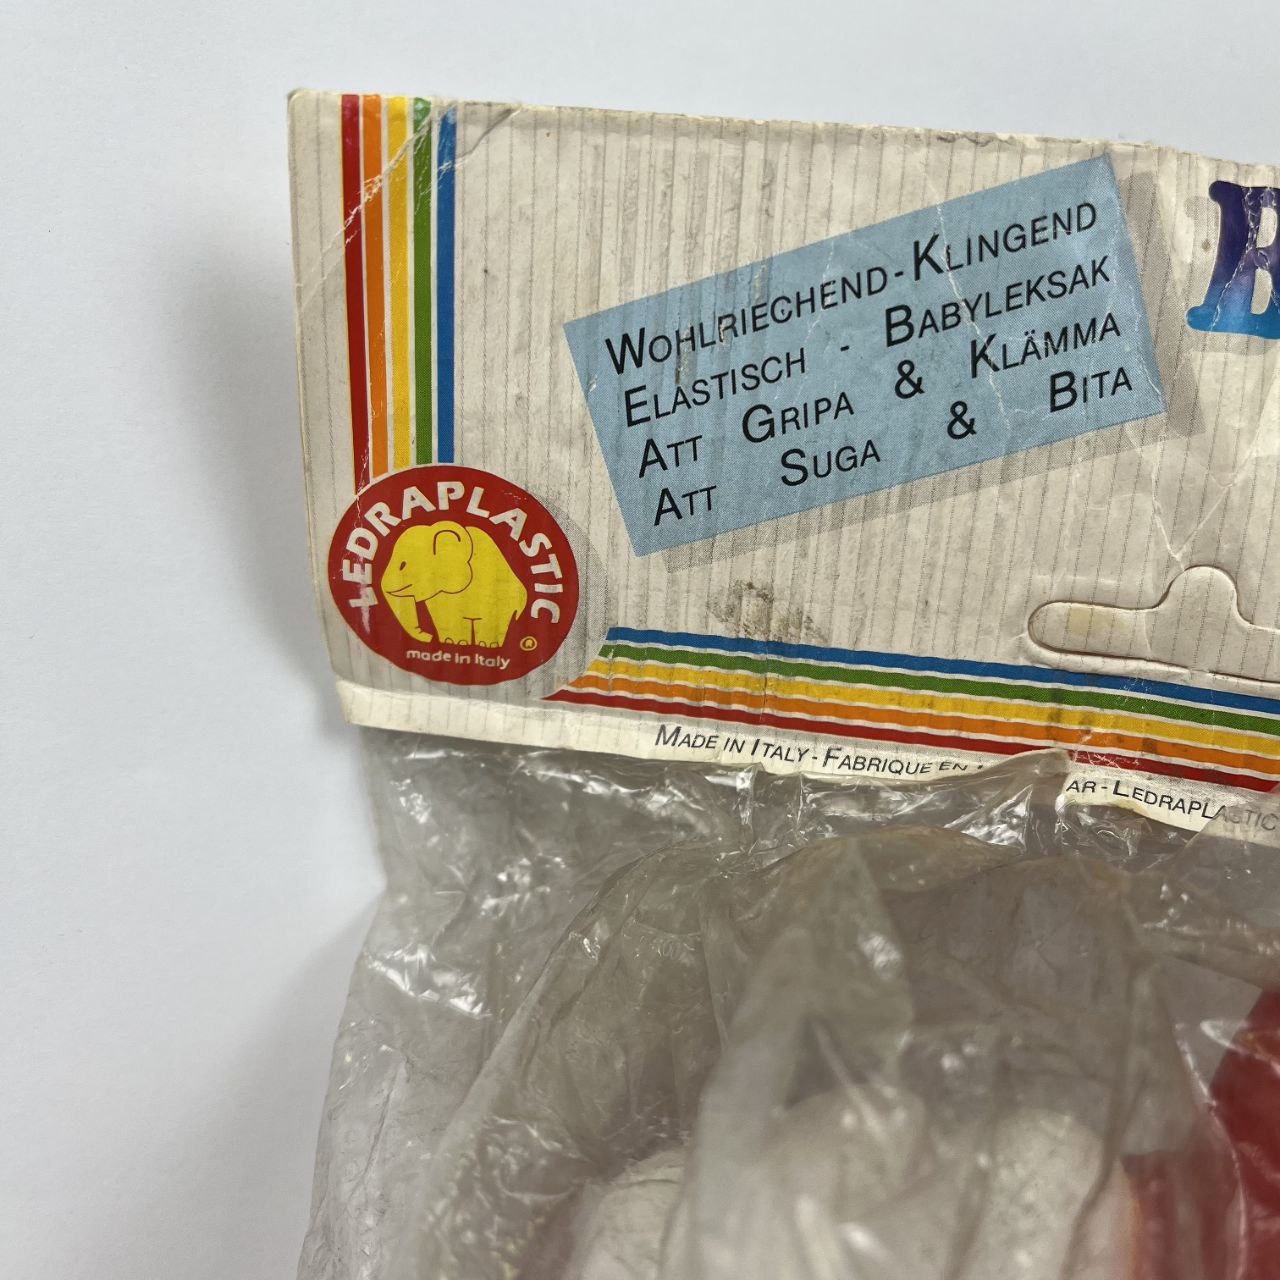 WOHLRIECHEND-KLINGEND
ELASTISCH - BABYLEKSAK
ATT GRIPA & KLÄMMA
ATT SUGA & BITA
LEDRAPLASTIC
made in Italy
®
MADE IN ITALY - FABRIQUE EN
AR - LEDRAPLASTIC